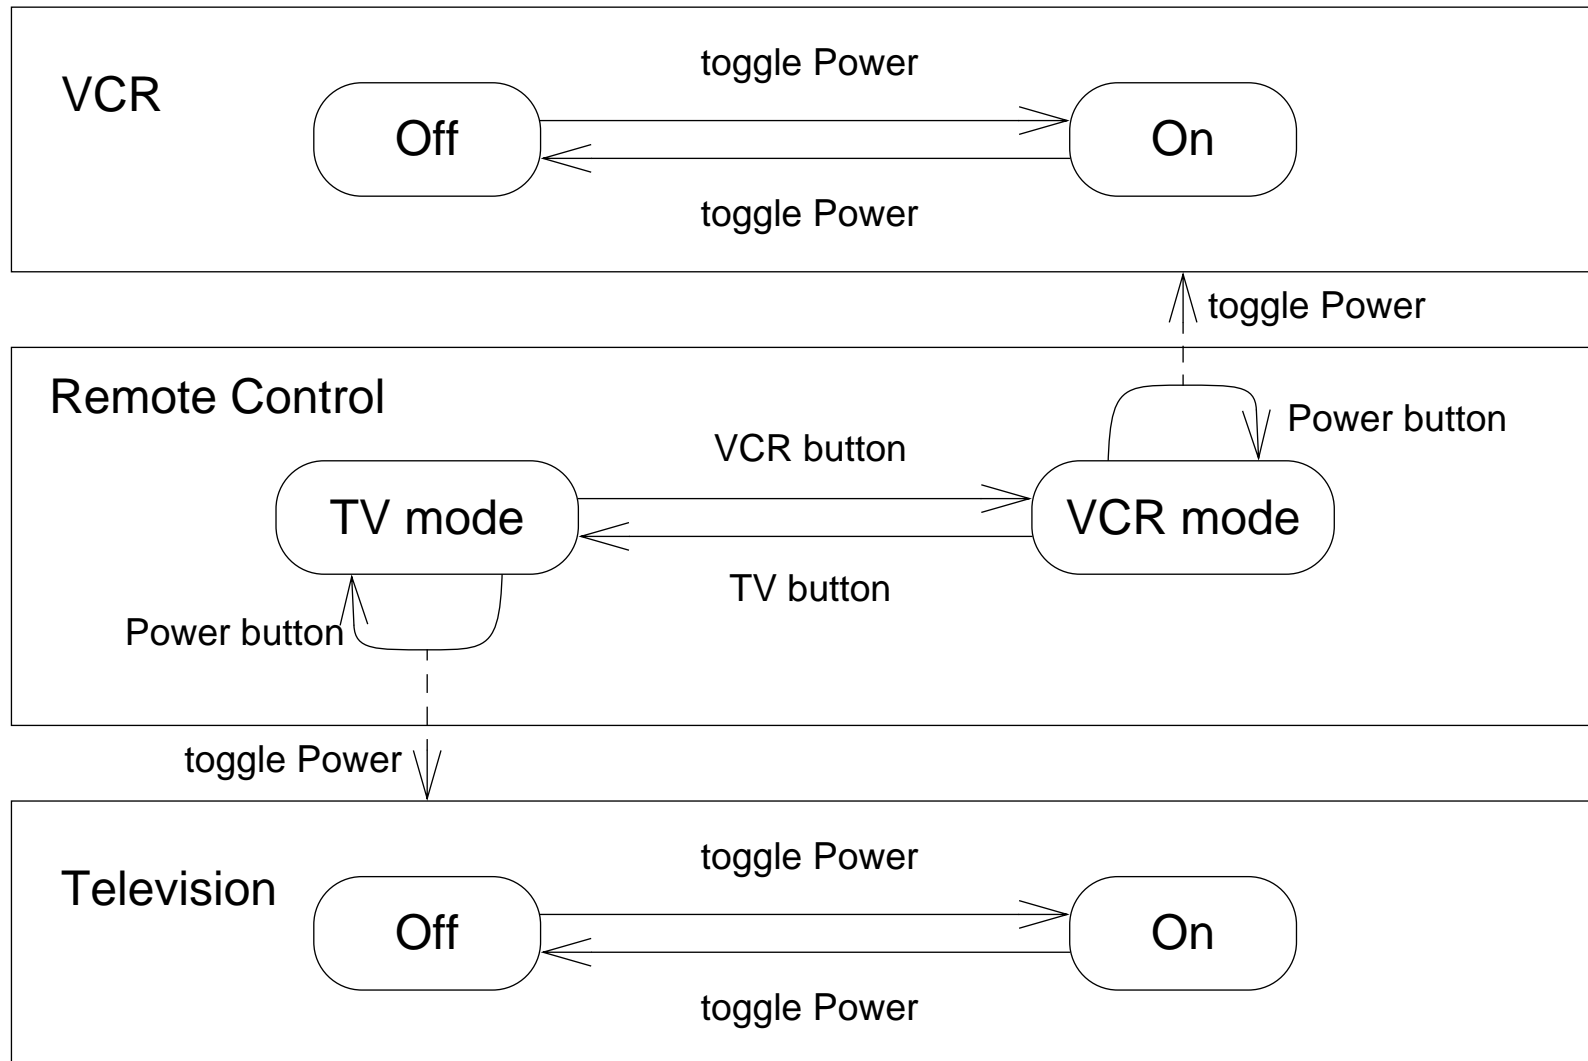 toggle Power
VCR
Off
On
toggle Power
toggle Power
Remote Control
Power button
VCR button
TV mode
VCR mode
TV button
Power button
toggle Power
toggle Power
Television
Off
On
toggle Power